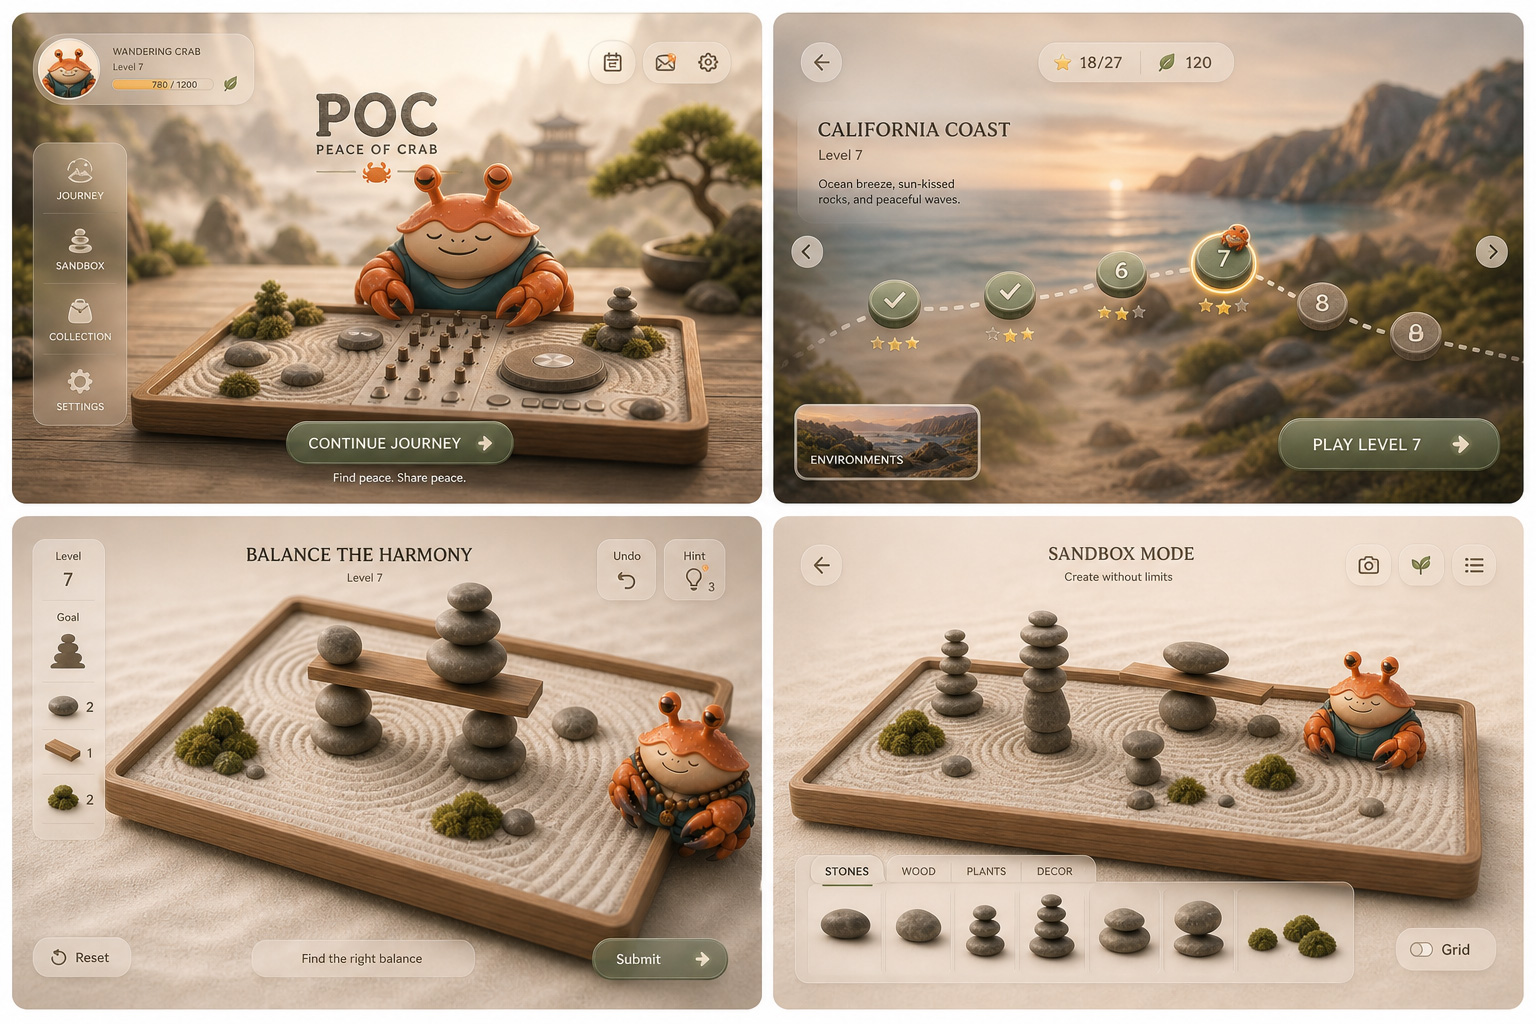 WANDERING CRAB
Level 7
780 / 1200
POC
PEACE OF CRAB
JOURNEY
SANDBOX
COLLECTION
SETTINGS
CONTINUE JOURNEY
Find peace. Share peace.
18/27
120
CALIFORNIA COAST
Level 7
Ocean breeze, sun-kissed
rocks, and peaceful waves.
6
7
8
8
ENVIRONMENTS
PLAY LEVEL 7
Level
7
Goal
2
1
2
BALANCE THE HARMONY
Level 7
Undo
Hint
3
Reset
Find the right balance
Submit
SANDBOX MODE
Create without limits
STONES
WOOD
PLANTS
DECOR
Grid